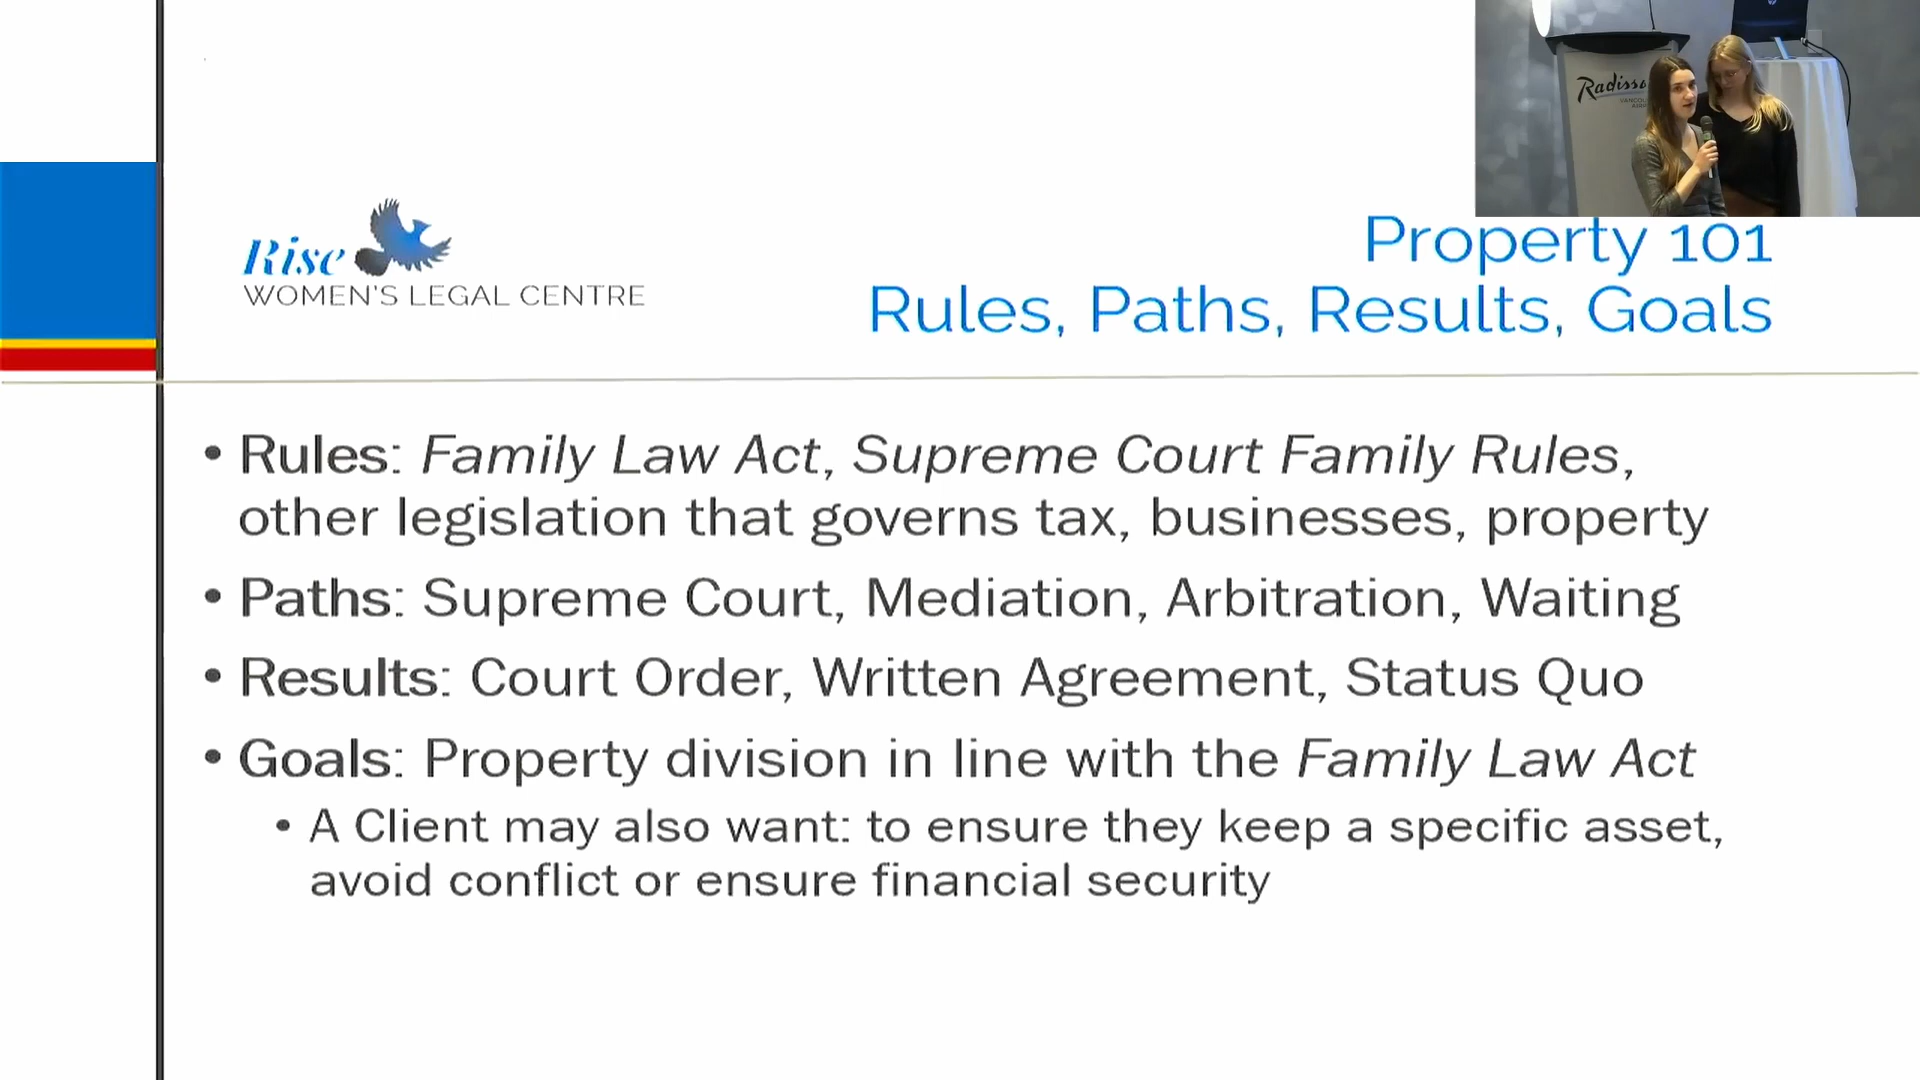 Radisso
VANCOU
Rise
WOMEN'S LEGAL CENTRE
Property 101
Rules, Paths, Results, Goals
• Rules: Family Law Act, Supreme Court Family Rules,
other legislation that governs tax, businesses, property
• Paths: Supreme Court, Mediation, Arbitration, Waiting
• Results: Court Order, Written Agreement, Status Quo
• Goals: Property division in line with the Family Law Act
• A Client may also want: to ensure they keep a specific asset,
avoid conflict or ensure financial security